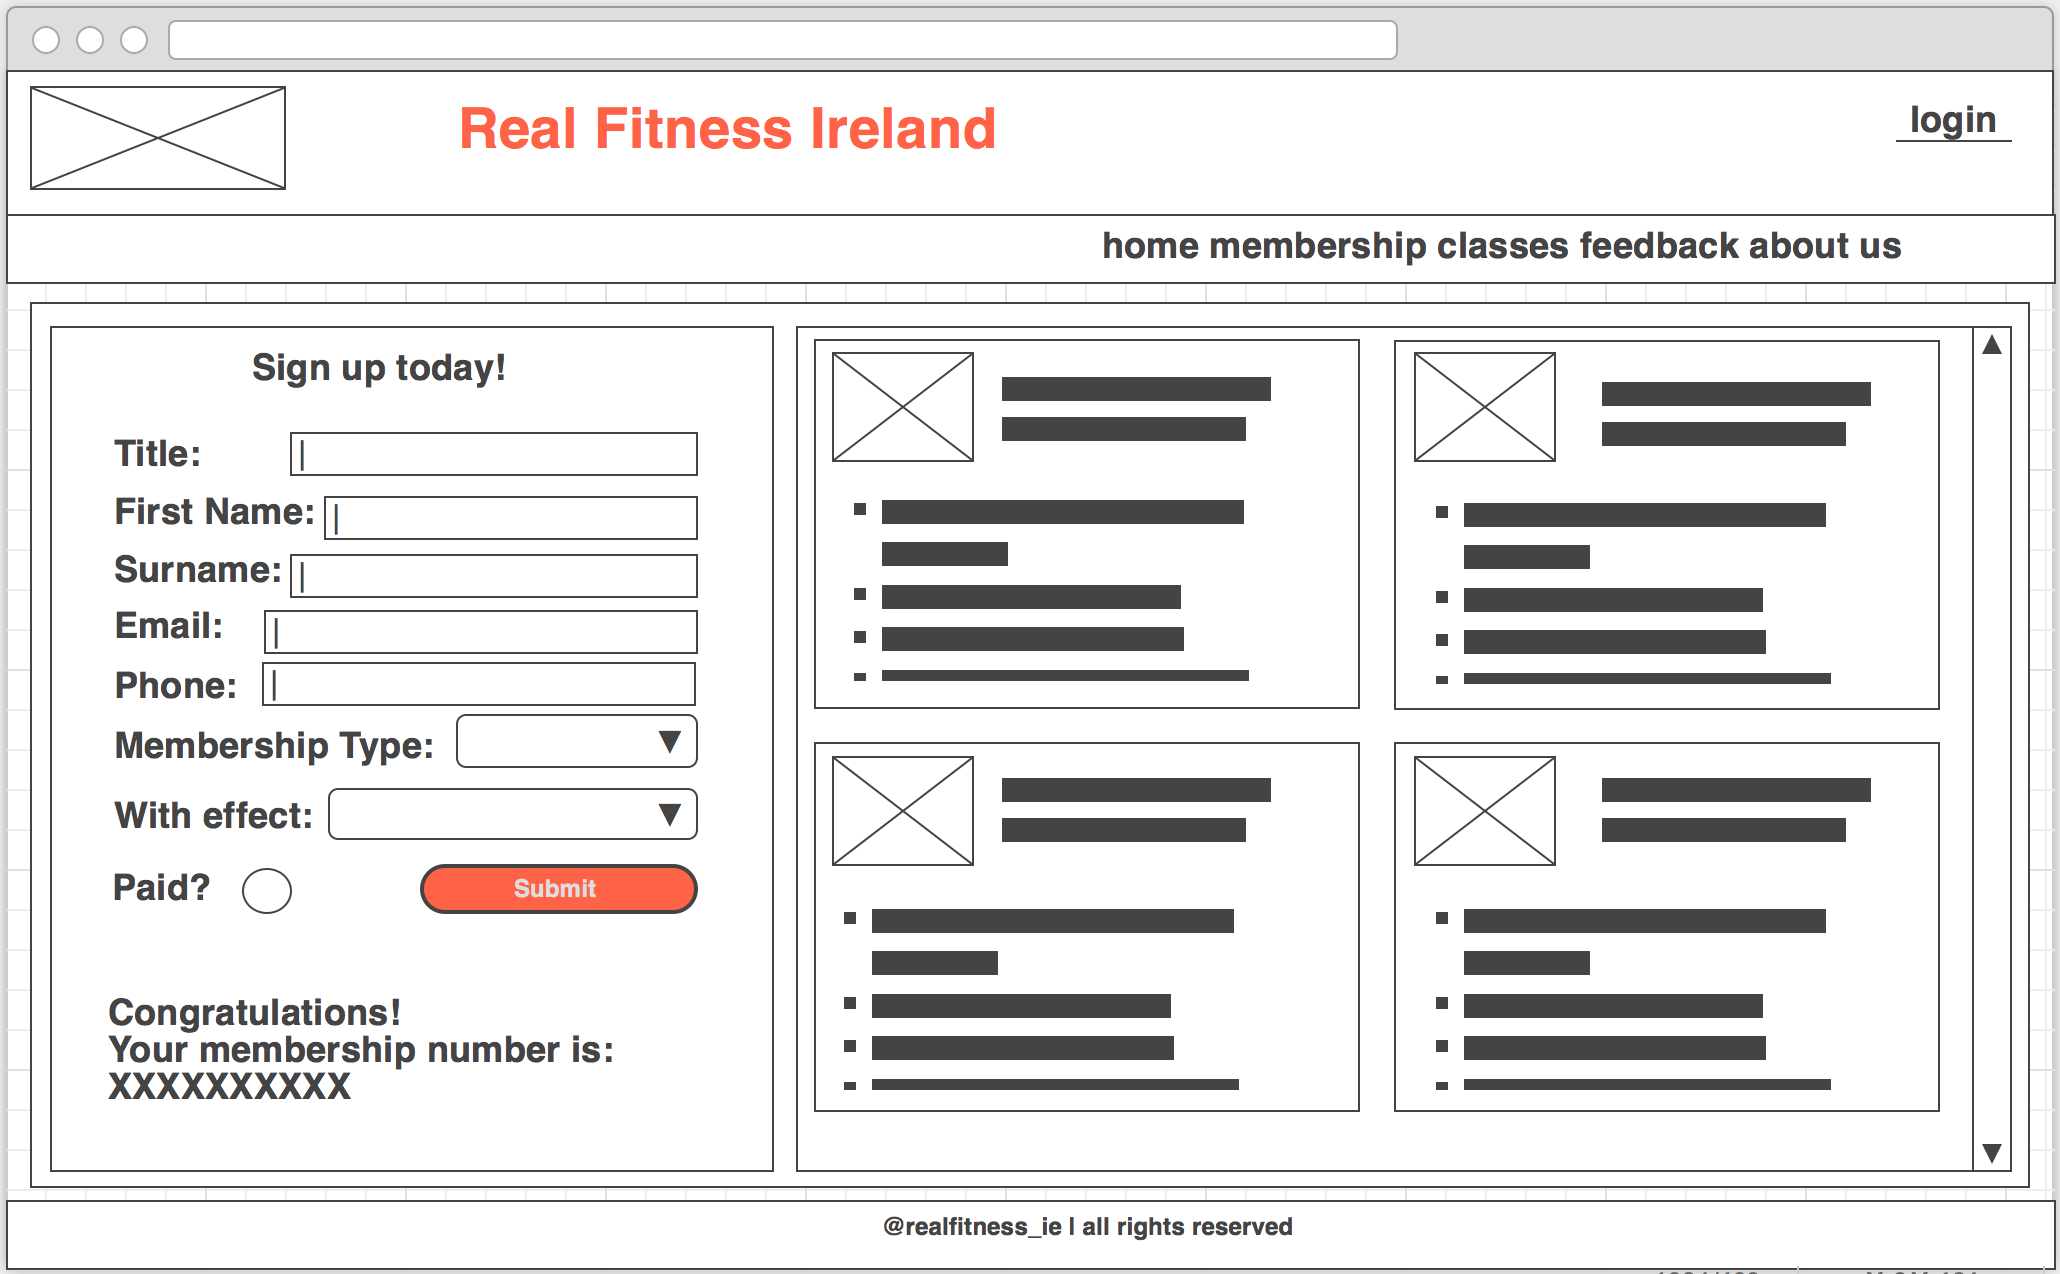 Real Fitness Ireland
login
home membership classes feedback about us
Sign up today!
Title:
First Name:
Surname:
Email:
Phone:
Membership Type:
With effect:
Paid?
Submit
Congratulations!
Your membership number is:
XXXXXXXXXX
@realfitness_ie | all rights reserved